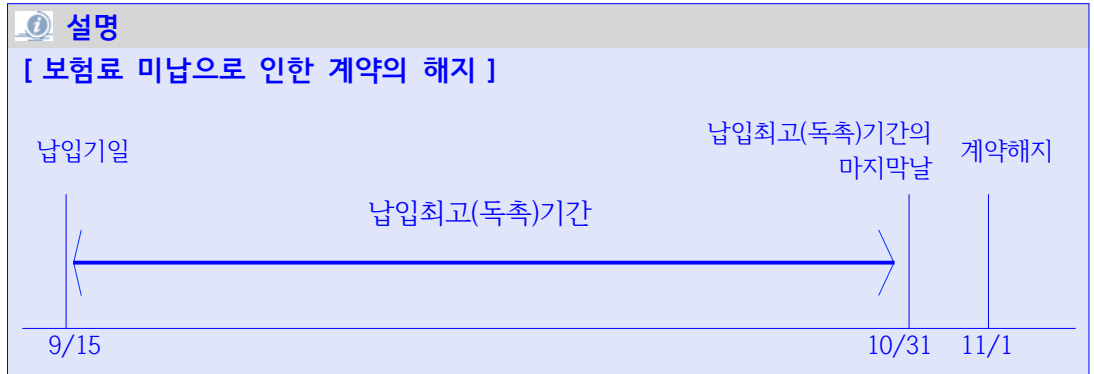 설명
[ 보험료 미납으로 인한 계약의 해지 ]
납입기일
납입최고(독촉)기간의
마지막날
계약해지
납입최고(독촉)기간
9/15
10/31
11/1